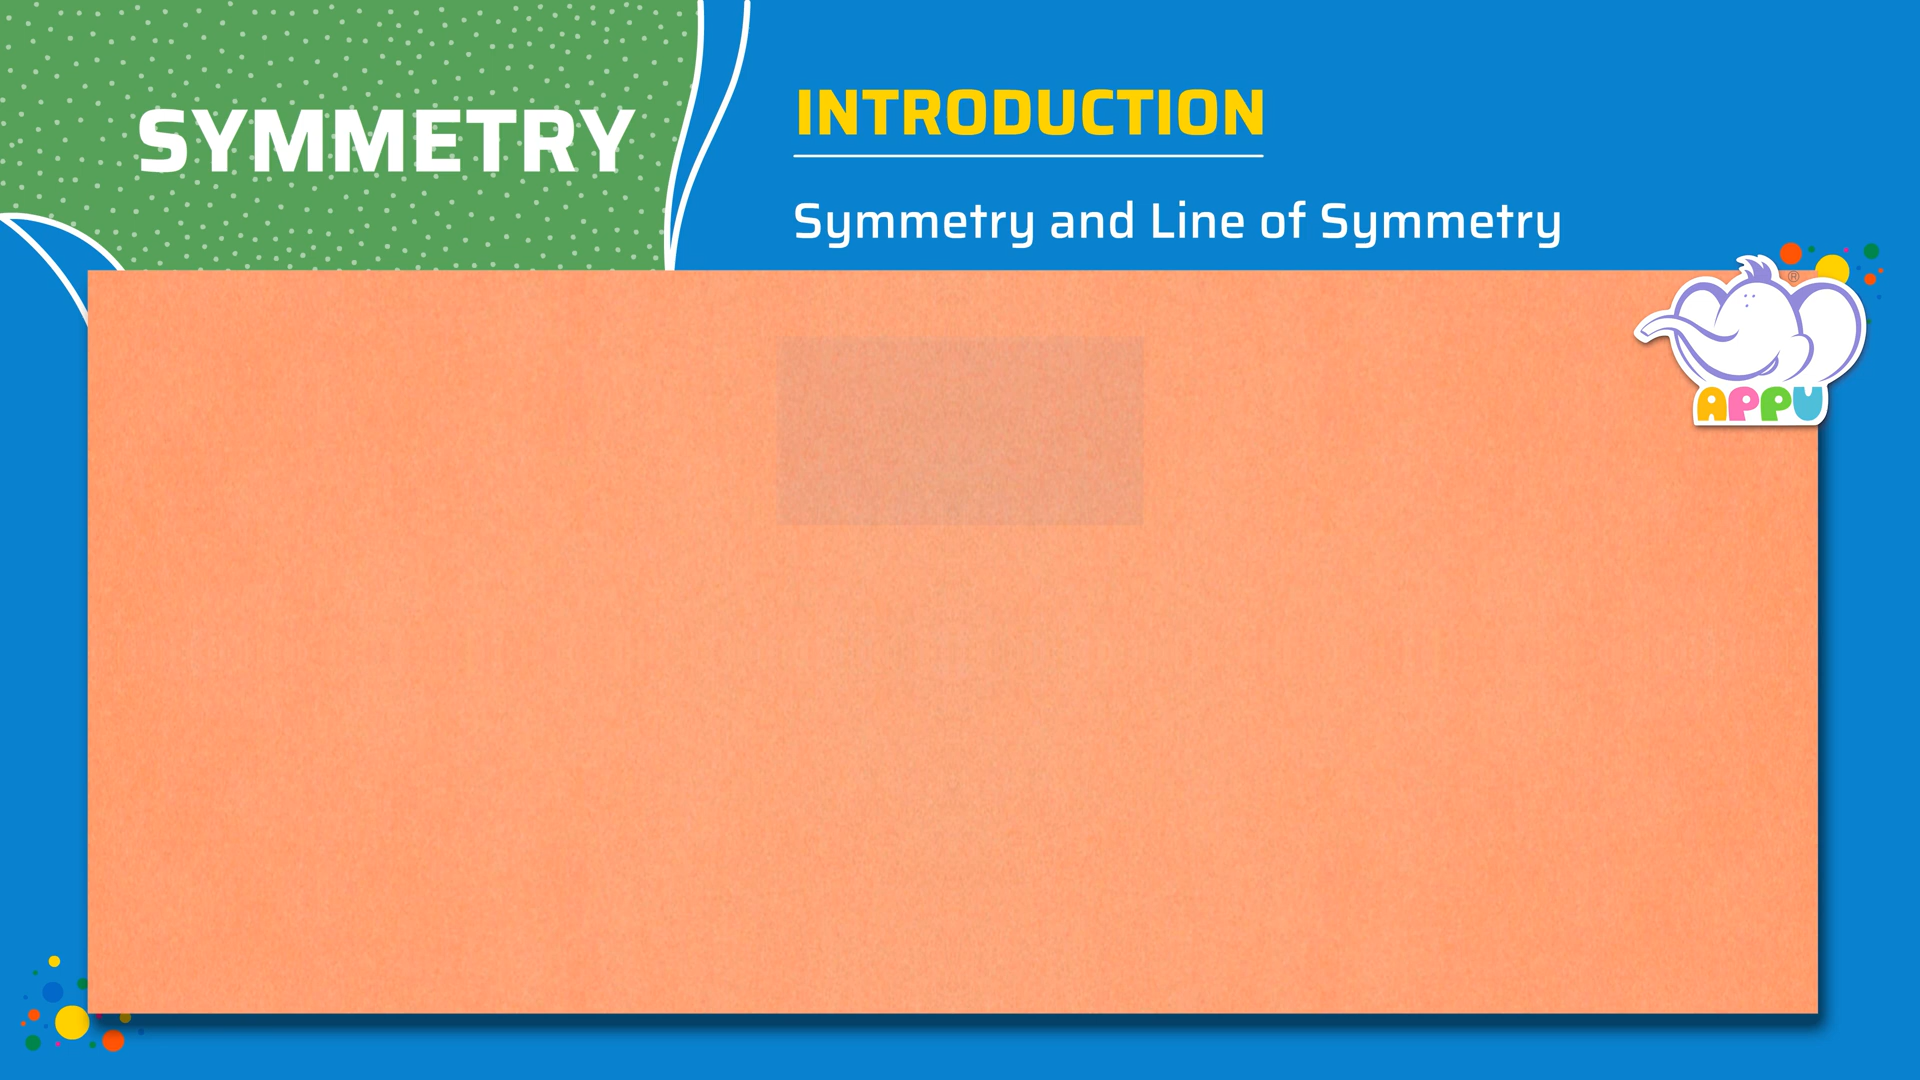 SYMMETRY
INTRODUCTION
Symmetry and Line of Symmetry
®
APPU